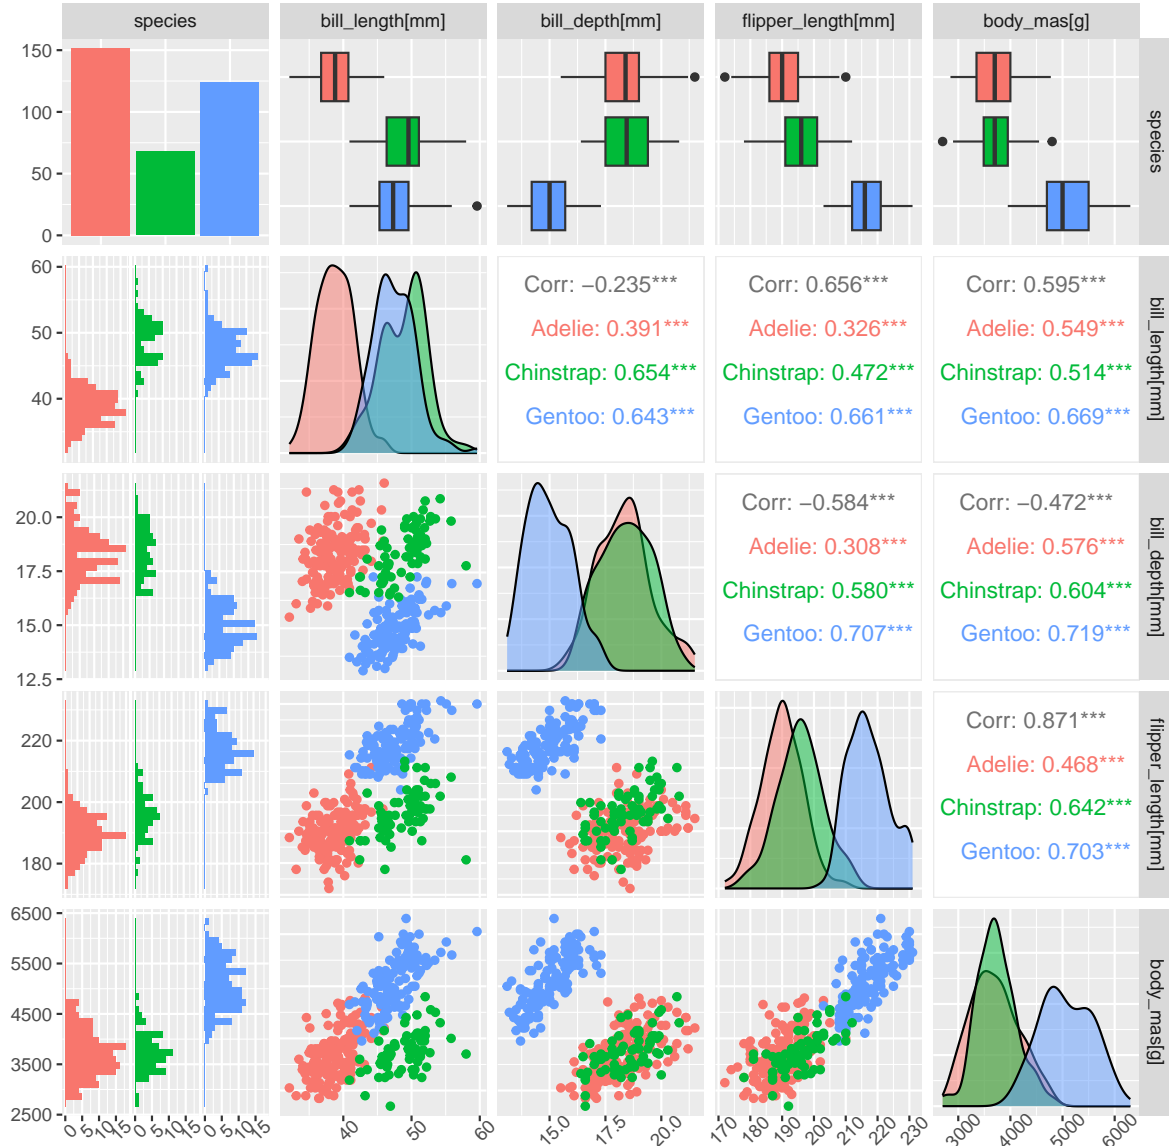 species
bill_length[mm]
bill_depth[mm]
flipper_length[mm]
body_mas[g]
150
100
50
0
species
60
50
40
Corr: −0.235***
Adelie: 0.391***
Chinstrap: 0.654***
Gentoo: 0.643***
Corr: 0.656***
Adelie: 0.326***
Chinstrap: 0.472***
Gentoo: 0.661***
Corr: 0.595***
Adelie: 0.549***
Chinstrap: 0.514***
Gentoo: 0.669***
bill_length[mm]
20.0
17.5
15.0
12.5
Corr: −0.584***
Adelie: 0.308***
Chinstrap: 0.580***
Gentoo: 0.707***
Corr: −0.472***
Adelie: 0.576***
Chinstrap: 0.604***
Gentoo: 0.719***
bill_depth[mm]
220
200
180
Corr: 0.871***
Adelie: 0.468***
Chinstrap: 0.642***
Gentoo: 0.703***
flipper_length[mm]
6500
5500
4500
3500
2500
body_mas[g]
0 5 10 15 0 5 10 15 0 5 10 15
40 50 60
15.0 17.5 20.0
170 180 190 200 210 220 230
3000 4000 5000 6000